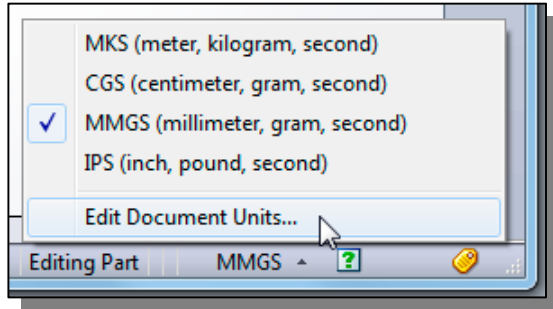 MKS (meter, kilogram, second)
CGS (centimeter, gram, second)
MMGS (millimeter, gram, second)
IPS (inch, pound, second)
Edit Document Units...
Editing Part MMGS ?